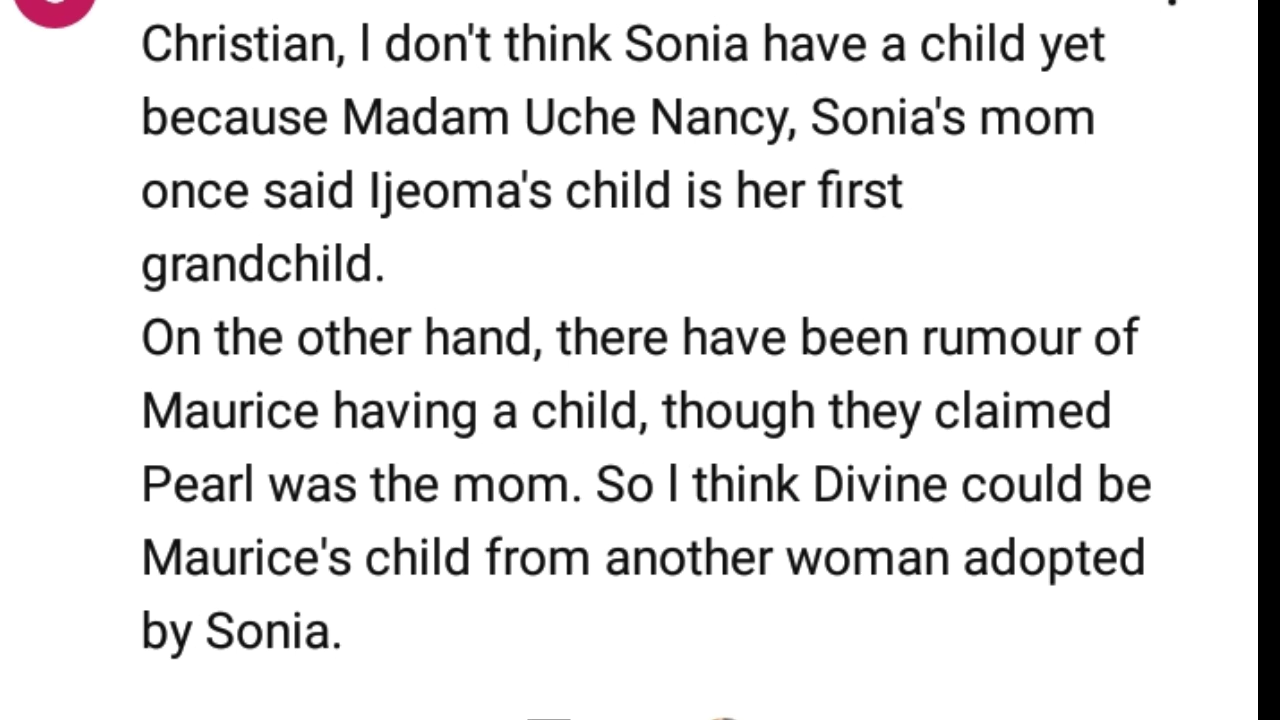 Christian, I don't think Sonia have a child yet
because Madam Uche Nancy, Sonia's mom
once said Ijeoma's child is her first
grandchild.
On the other hand, there have been rumour of
Maurice having a child, though they claimed
Pearl was the mom. So I think Divine could be
Maurice's child from another woman adopted
by Sonia.